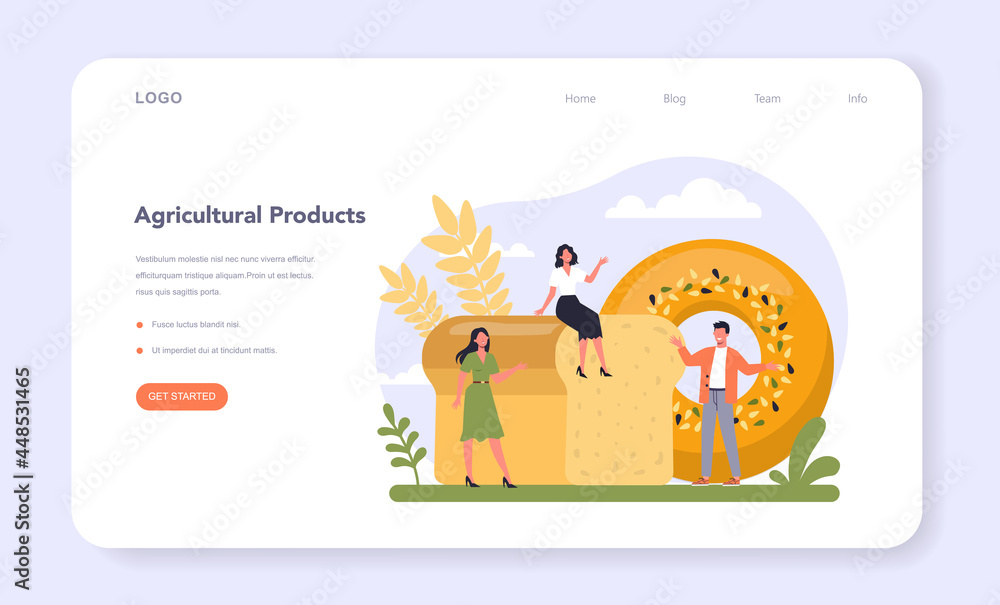 LOGO
Home
Blog
Team
Info
Agricultural Products
Vestibulum molestie nisl nunc viverra efficitur.
efficiturquam tristique aliquam.Proin ut est lectus.
risus quis sagittis porta.
Fusce luctus blandit nisi.
Ut imperdiet dui at tincidunt mattis.
GET STARTED
Adobe Stock | #448531465
Adobe Stock